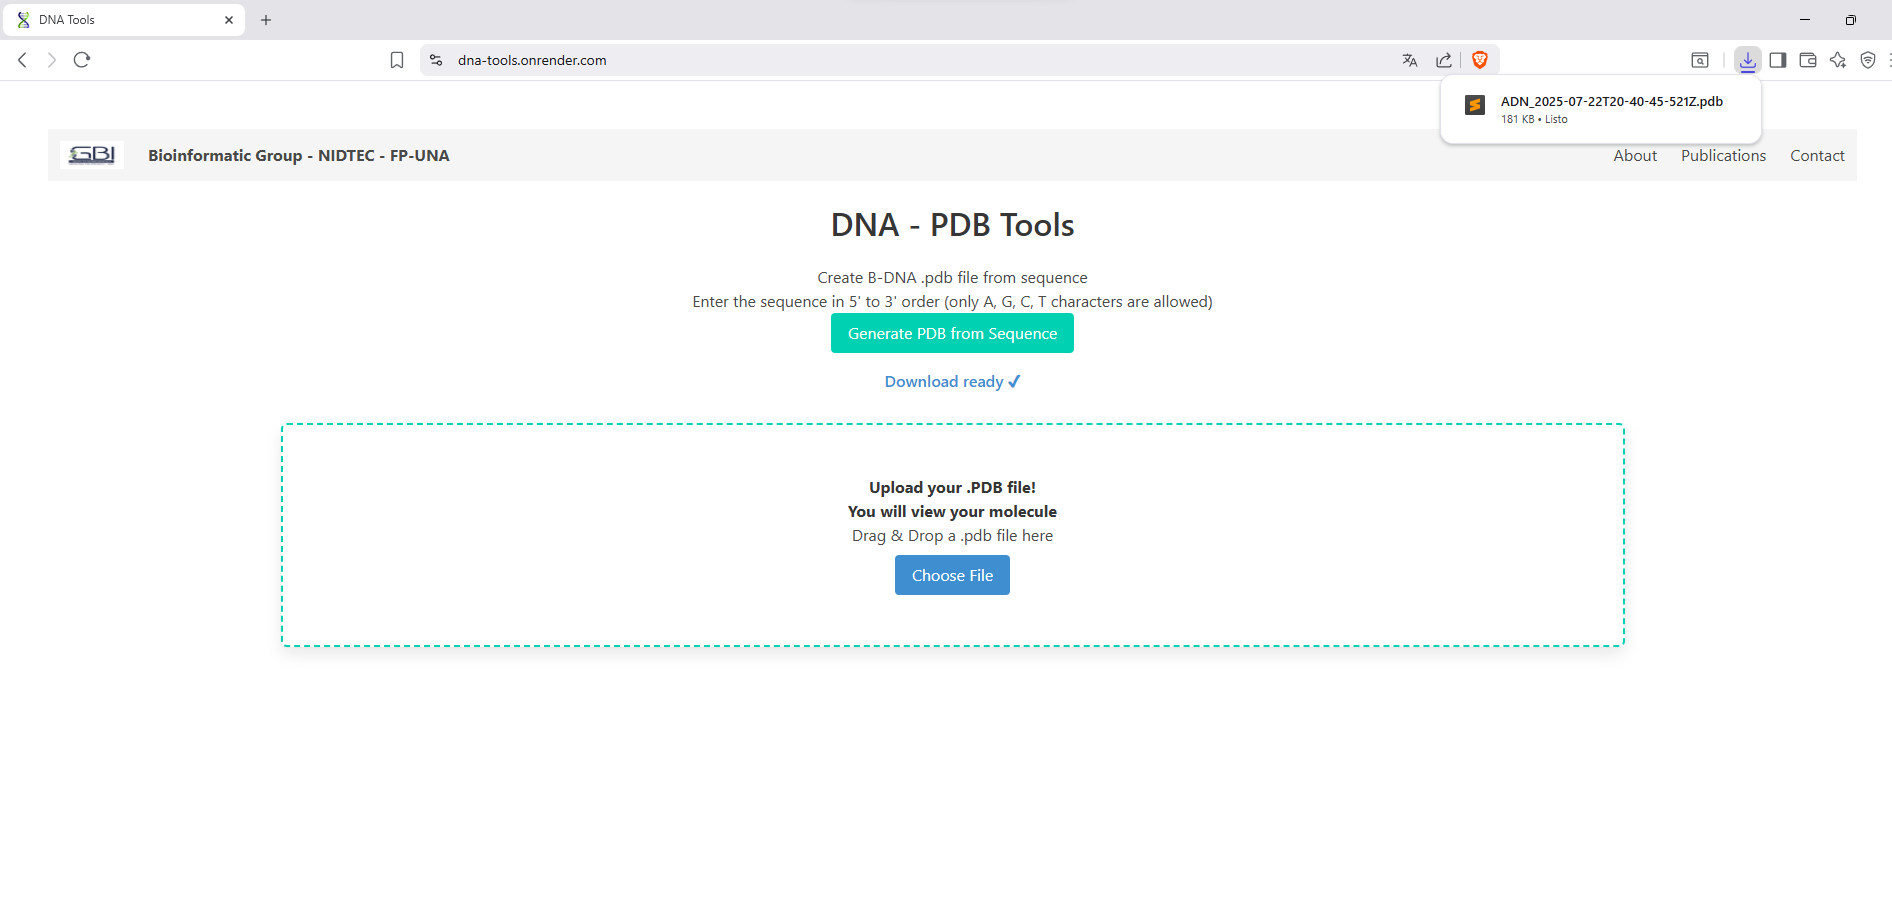 DNA Tools
dna-tools.onrender.com
ADN_2025-07-22T20-40-45-521Z.pdb
181 KB • Listo
GBI
Bioinformatic Group - NIDTEC - FP-UNA
About
Publications
Contact
DNA - PDB Tools
Create B-DNA .pdb file from sequence
Enter the sequence in 5' to 3' order (only A, G, C, T characters are allowed)
Generate PDB from Sequence
Download ready ✓
Upload your .PDB file!
You will view your molecule
Drag & Drop a .pdb file here
Choose File